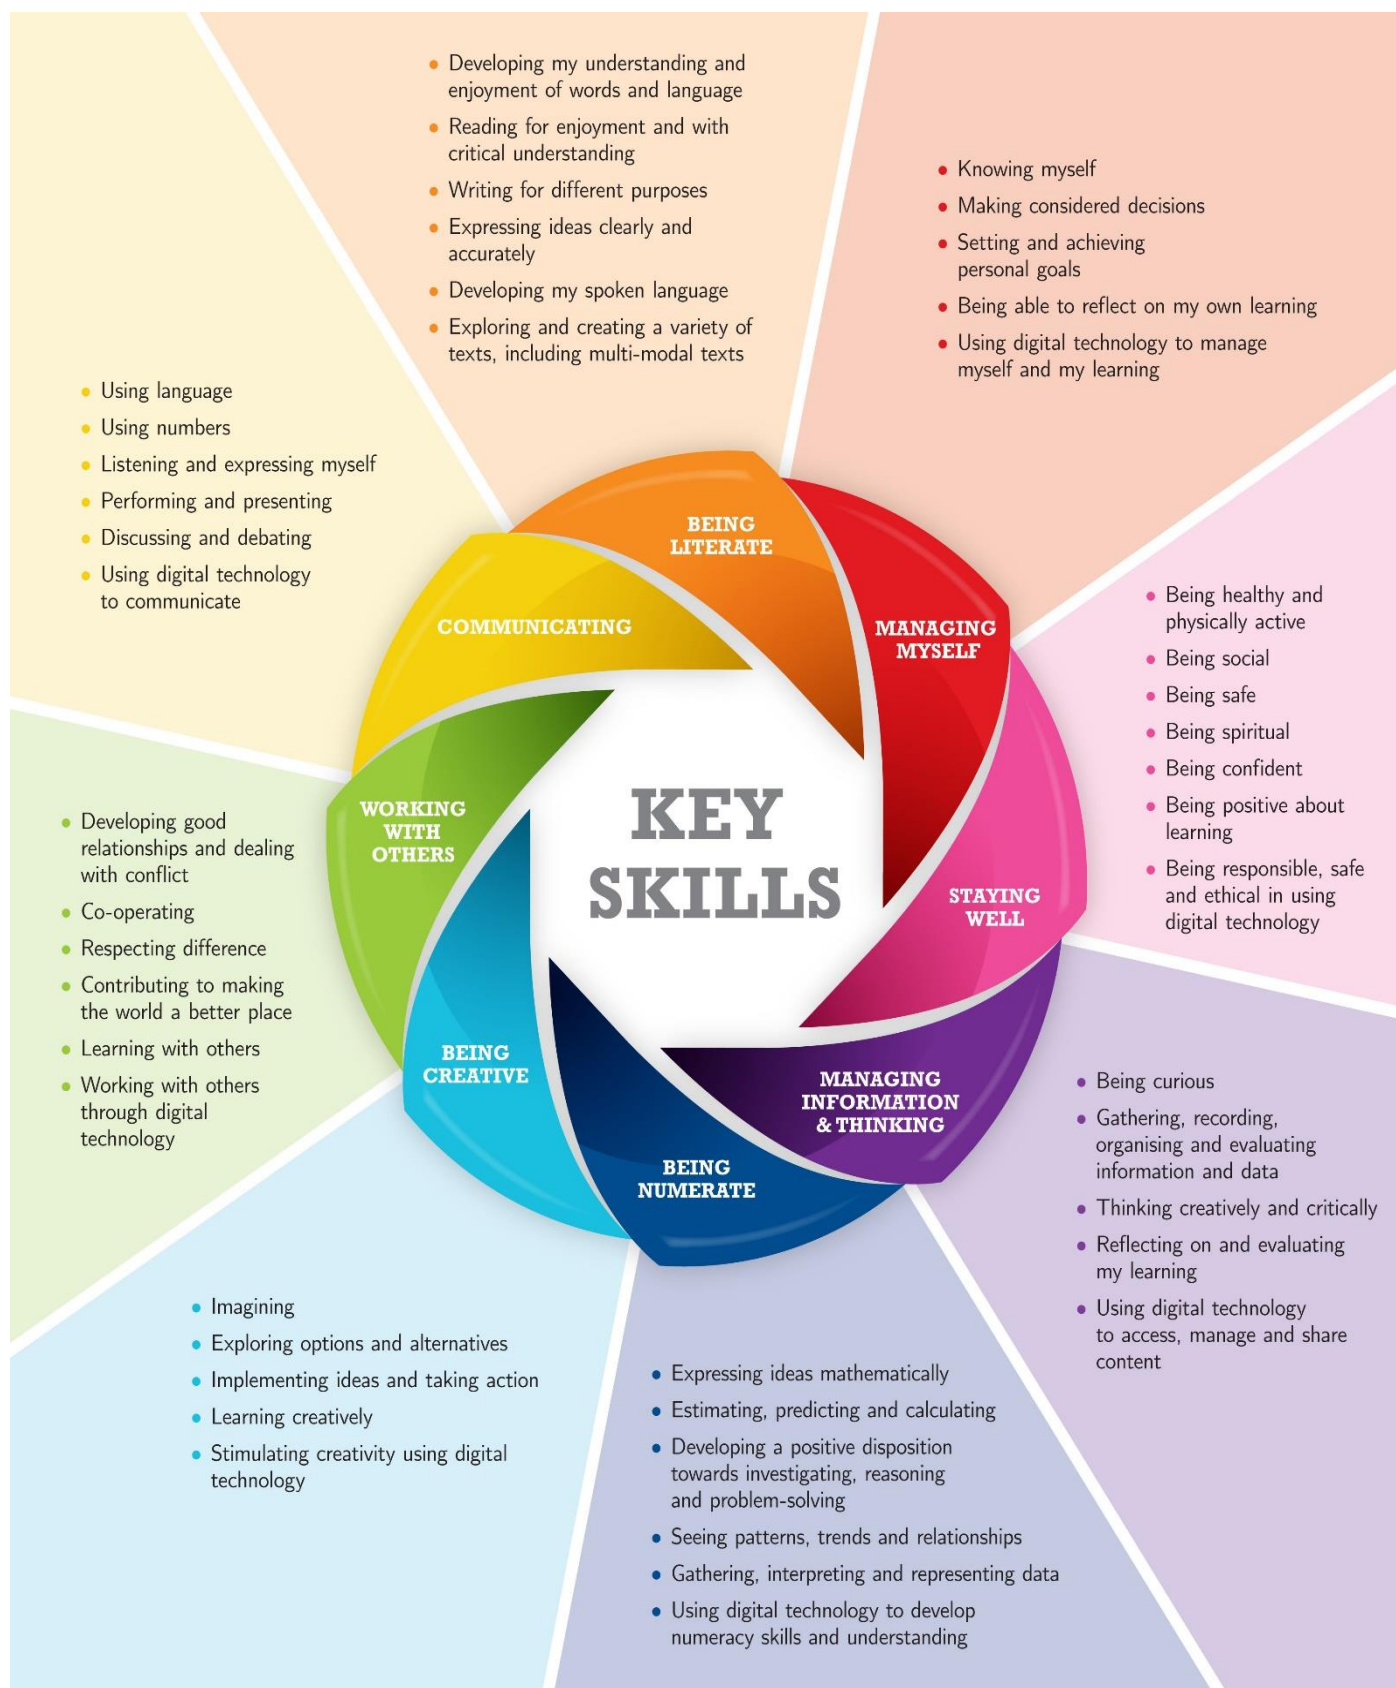 • Developing my understanding and
enjoyment of words and language
• Reading for enjoyment and with
critical understanding
• Writing for different purposes
• Expressing ideas clearly and
accurately
• Developing my spoken language
• Exploring and creating a variety of
texts, including multi-modal texts
• Knowing myself
• Making considered decisions
• Setting and achieving
personal goals
• Being able to reflect on my own learning
• Using digital technology to manage
myself and my learning
• Using language
• Using numbers
• Listening and expressing myself
• Performing and presenting
• Discussing and debating
• Using digital technology
to communicate
BEING
LITERATE
COMMUNICATING
MANAGING
MYSELF
• Being healthy and
physically active
• Being social
• Being safe
• Being spiritual
• Being confident
• Being positive about
learning
• Being responsible, safe
and ethical in using
digital technology
KEY
SKILLS
WORKING
WITH
OTHERS
STAYING
WELL
• Developing good
relationships and dealing
with conflict
• Co-operating
• Respecting difference
• Contributing to making
the world a better place
• Learning with others
• Working with others
through digital
technology
BEING
CREATIVE
MANAGING
INFORMATION
& THINKING
BEING
NUMERATE
• Being curious
• Gathering, recording,
organising and evaluating
information and data
• Thinking creatively and critically
• Reflecting on and evaluating
my learning
• Using digital technology
to access, manage and share
content
• Imagining
• Exploring options and alternatives
• Implementing ideas and taking action
• Learning creatively
• Stimulating creativity using digital
technology
• Expressing ideas mathematically
• Estimating, predicting and calculating
• Developing a positive disposition
towards investigating, reasoning
and problem-solving
• Seeing patterns, trends and relationships
• Gathering, interpreting and representing data
• Using digital technology to develop
numeracy skills and understanding